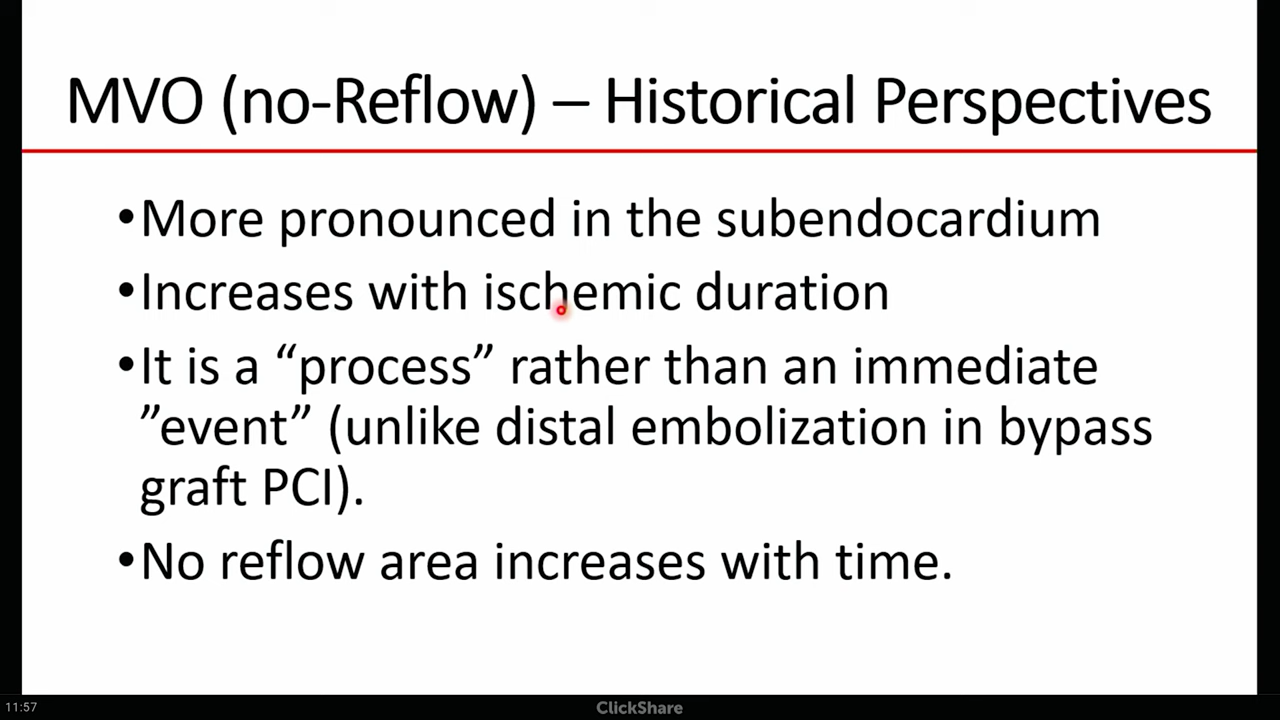 MVO (no-Reflow) – Historical Perspectives
•More pronounced in the subendocardium
•Increases with ischemic duration
•It is a “process” rather than an immediate
”event” (unlike distal embolization in bypass
graft PCI).
•No reflow area increases with time.
11:57
ClickShare